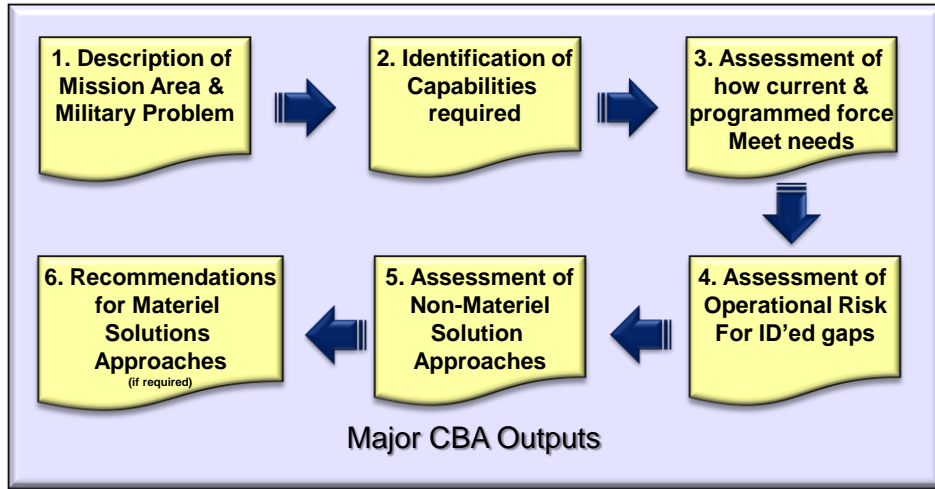 1. Description of
Mission Area &
Military Problem
2. Identification of
Capabilities
required
3. Assessment of
how current &
programmed force
Meet needs
4. Assessment of
Operational Risk
For ID’ed gaps
5. Assessment of
Non-Materiel
Solution
Approaches
6. Recommendations
for Materiel
Solutions
Approaches
(if required)
Major CBA Outputs